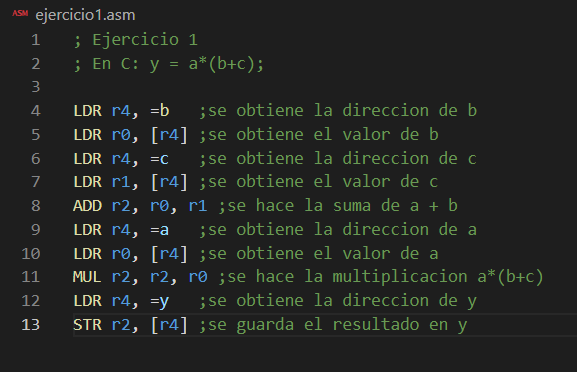 ASM ejercicio1.asm
1 ; Ejercicio 1
2 ; En C: y = a*(b+c);
3
4 LDR r4, =b   ;se obtiene la direccion de b
5 LDR r0, [r4] ;se obtiene el valor de b
6 LDR r4, =c   ;se obtiene la direccion de c
7 LDR r1, [r4] ;se obtiene el valor de c
8 ADD r2, r0, r1 ;se hace la suma de a + b
9 LDR r4, =a   ;se obtiene la direccion de a
10 LDR r0, [r4] ;se obtiene el valor de a
11 MUL r2, r2, r0 ;se hace la multiplicacion a*(b+c)
12 LDR r4, =y   ;se obtiene la direccion de y
13 STR r2, [r4] ;se guarda el resultado en y